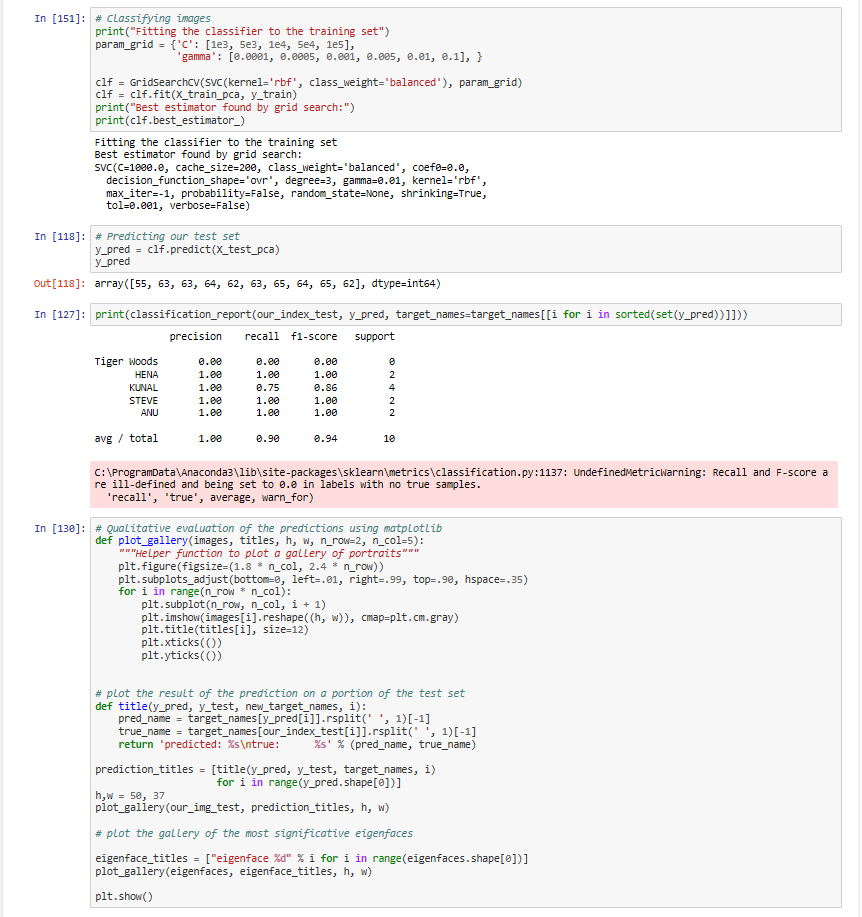 In [151]: # Classifying images
print("Fitting the classifier to the training set")
param_grid = {'C': [1e3, 5e3, 1e4, 5e4, 1e5],
              'gamma': [0.0001, 0.0005, 0.001, 0.005, 0.01, 0.1], }
clf = GridSearchCV(SVC(kernel='rbf', class_weight='balanced'), param_grid)
clf = clf.fit(X_train_pca, y_train)
print("Best estimator found by grid search:")
print(clf.best_estimator_)
Fitting the classifier to the training set
Best estimator found by grid search:
SVC(C=1000.0, cache_size=200, class_weight='balanced', coef0=0.0,
  decision_function_shape='ovr', degree=3, gamma=0.01, kernel='rbf',
  max_iter=-1, probability=False, random_state=None, shrinking=True,
  tol=0.001, verbose=False)
In [118]: # Predicting our test set
y_pred = clf.predict(X_test_pca)
y_pred
Out[118]: array([55, 63, 63, 64, 62, 63, 65, 64, 65, 62], dtype=int64)
In [127]: print(classification_report(our_index_test, y_pred, target_names=target_names[[i for i in sorted(set(y_pred))]]))
             precision    recall  f1-score   support
Tiger Woods       0.00      0.00      0.00         0
       HENA       1.00      1.00      1.00         2
      KUNAL       1.00      0.75      0.86         4
      STEVE       1.00      1.00      1.00         2
        ANU       1.00      1.00      1.00         2
avg / total       1.00      0.90      0.94        10
C:\ProgramData\Anaconda3\lib\site-packages\sklearn\metrics\classification.py:1137: UndefinedMetricWarning: Recall and F-score a
re ill-defined and being set to 0.0 in labels with no true samples.
  'recall', 'true', average, warn_for)
In [130]: # Qualitative evaluation of the predictions using matplotlib
def plot_gallery(images, titles, h, w, n_row=2, n_col=5):
    """Helper function to plot a gallery of portraits"""
    plt.figure(figsize=(1.8 * n_col, 2.4 * n_row))
    plt.subplots_adjust(bottom=0, left=.01, right=.99, top=.90, hspace=.35)
    for i in range(n_row * n_col):
        plt.subplot(n_row, n_col, i + 1)
        plt.imshow(images[i].reshape((h, w)), cmap=plt.cm.gray)
        plt.title(titles[i], size=12)
        plt.xticks(())
        plt.yticks(())
# plot the result of the prediction on a portion of the test set
def title(y_pred, y_test, new_target_names, i):
    pred_name = target_names[y_pred[i]].rsplit(' ', 1)[-1]
    true_name = target_names[our_index_test[i]].rsplit(' ', 1)[-1]
    return 'predicted: %s\ntrue:      %s' % (pred_name, true_name)
prediction_titles = [title(y_pred, y_test, target_names, i)
                     for i in range(y_pred.shape[0])]
h,w = 50, 37
plot_gallery(our_img_test, prediction_titles, h, w)
# plot the gallery of the most significative eigenfaces
eigenface_titles = ["eigenface %d" % i for i in range(eigenfaces.shape[0])]
plot_gallery(eigenfaces, eigenface_titles, h, w)
plt.show()